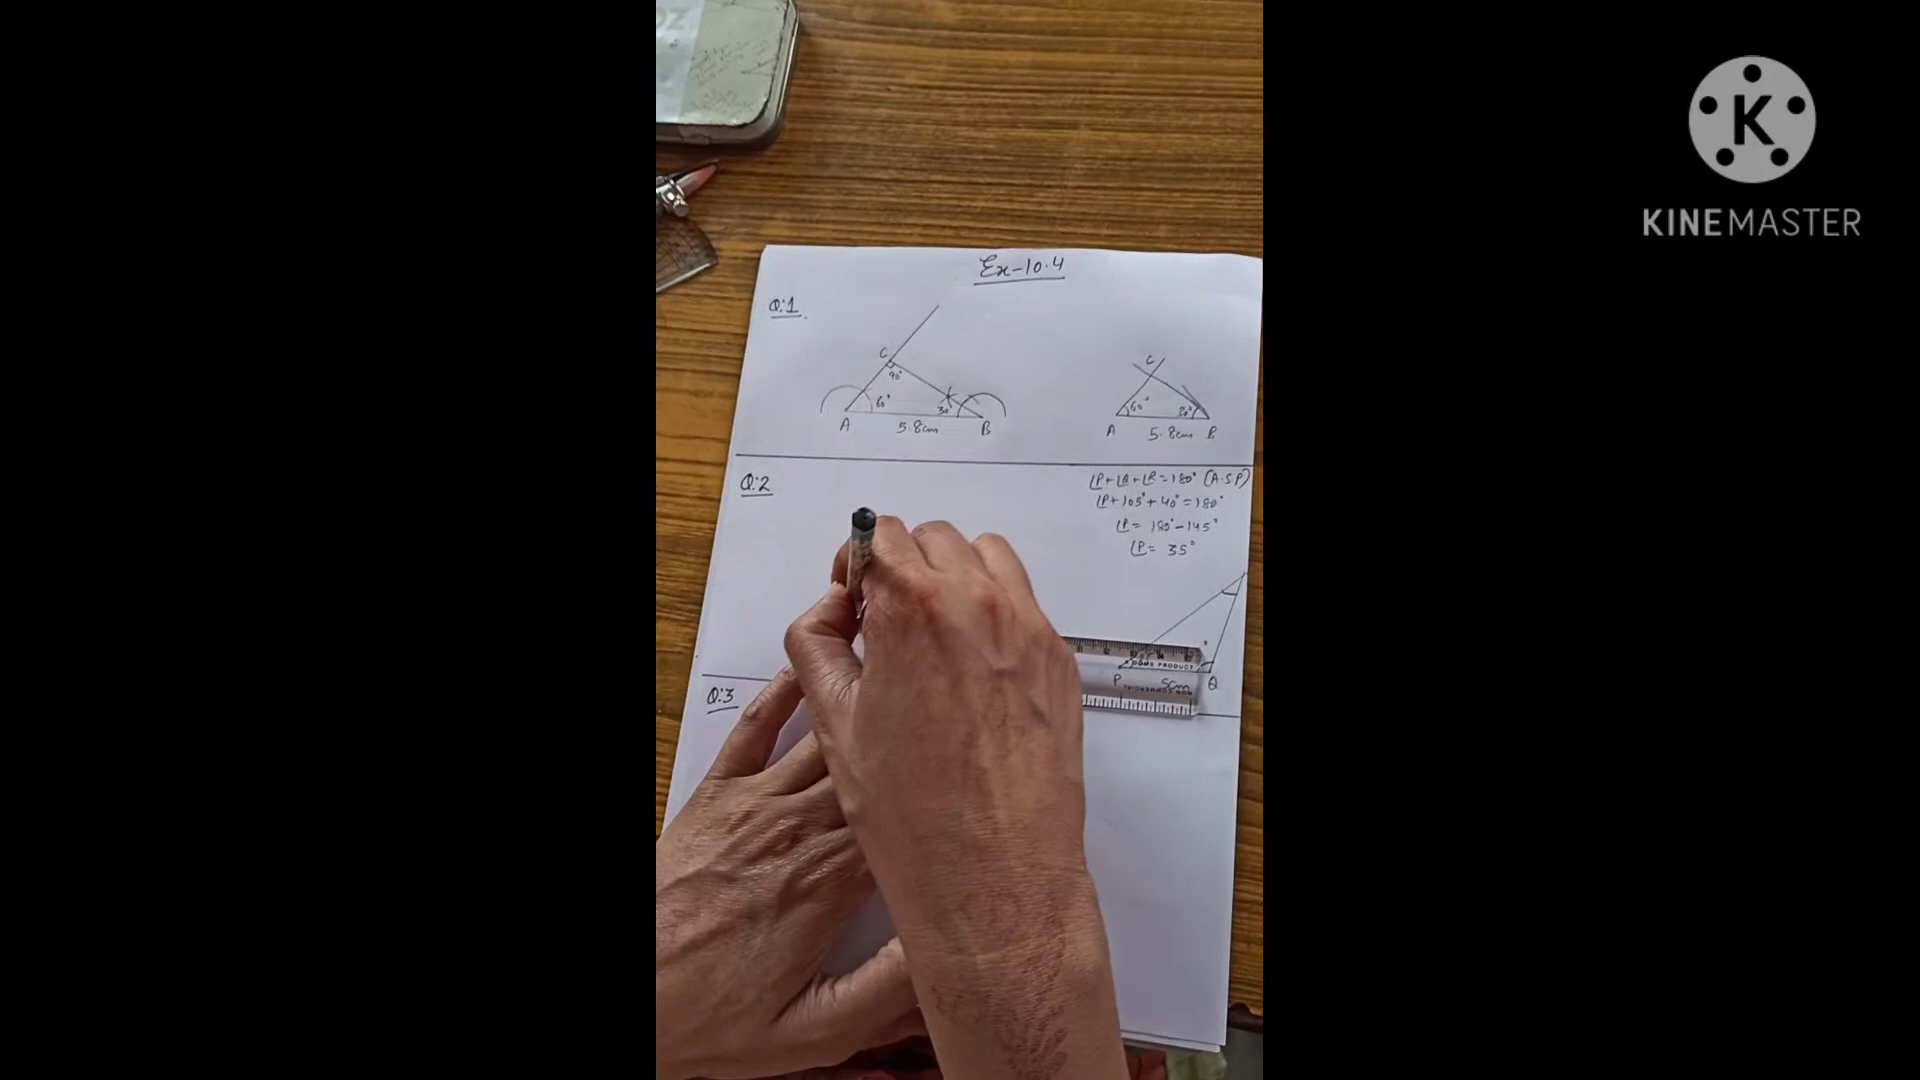 Ex-10.4
Q:1
C
90°
60°
30°
A
5.8cm
B
C
60°
30°
A
5.8cm
B
Q:2
∠P+∠Q+∠R=180° (A.S.P)
∠P+105°+40°=180°
∠P= 180°-145°
∠P= 35°
PRODUCT
P
5cm
Q
Q:3
K
KINEMASTER